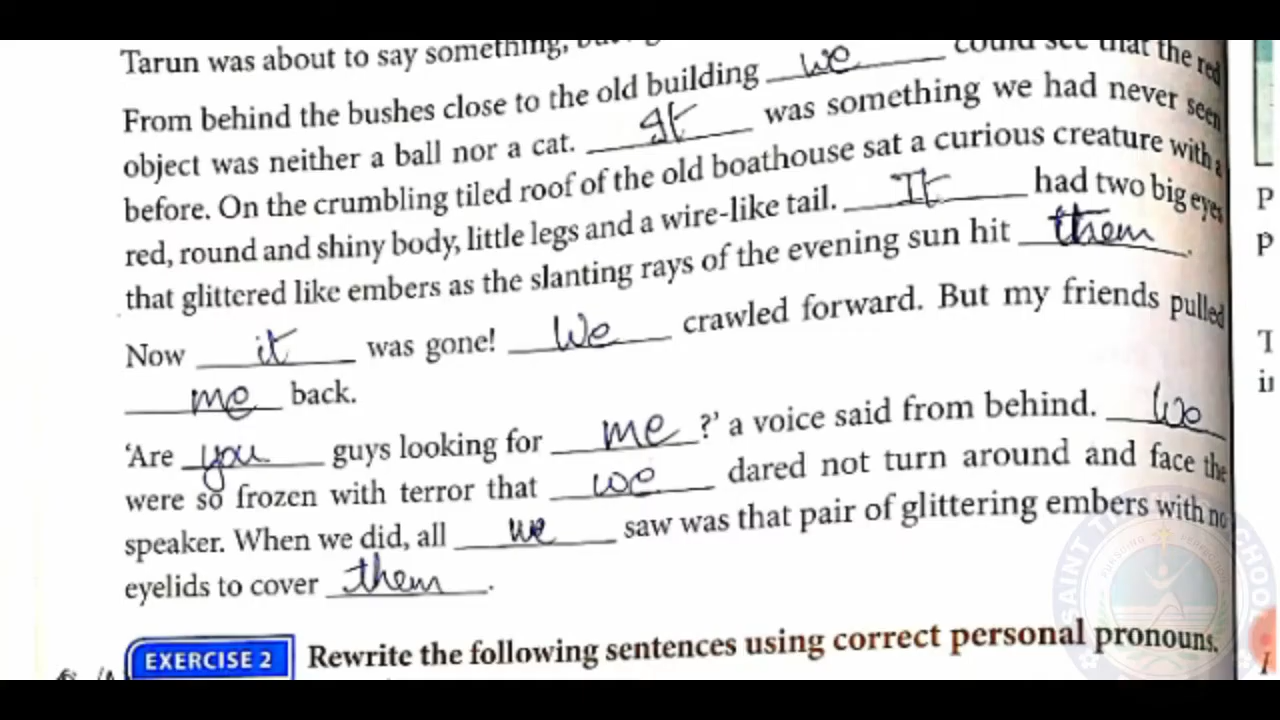 Tarun was about to say something,
From behind the bushes close to the old building we could see that the red
object was neither a ball nor a cat. It was something we had never seen
before. On the crumbling tiled roof of the old boathouse sat a curious creature with a
red, round and shiny body, little legs and a wire-like tail. It had two big eyes
that glittered like embers as the slanting rays of the evening sun hit them.
Now it was gone! We crawled forward. But my friends pulled
me back.
‘Are you guys looking for me?’ a voice said from behind. We
were so frozen with terror that we dared not turn around and face the
speaker. When we did, all we saw was that pair of glittering embers with no
eyelids to cover them.
EXERCISE 2 Rewrite the following sentences using correct personal pronouns.